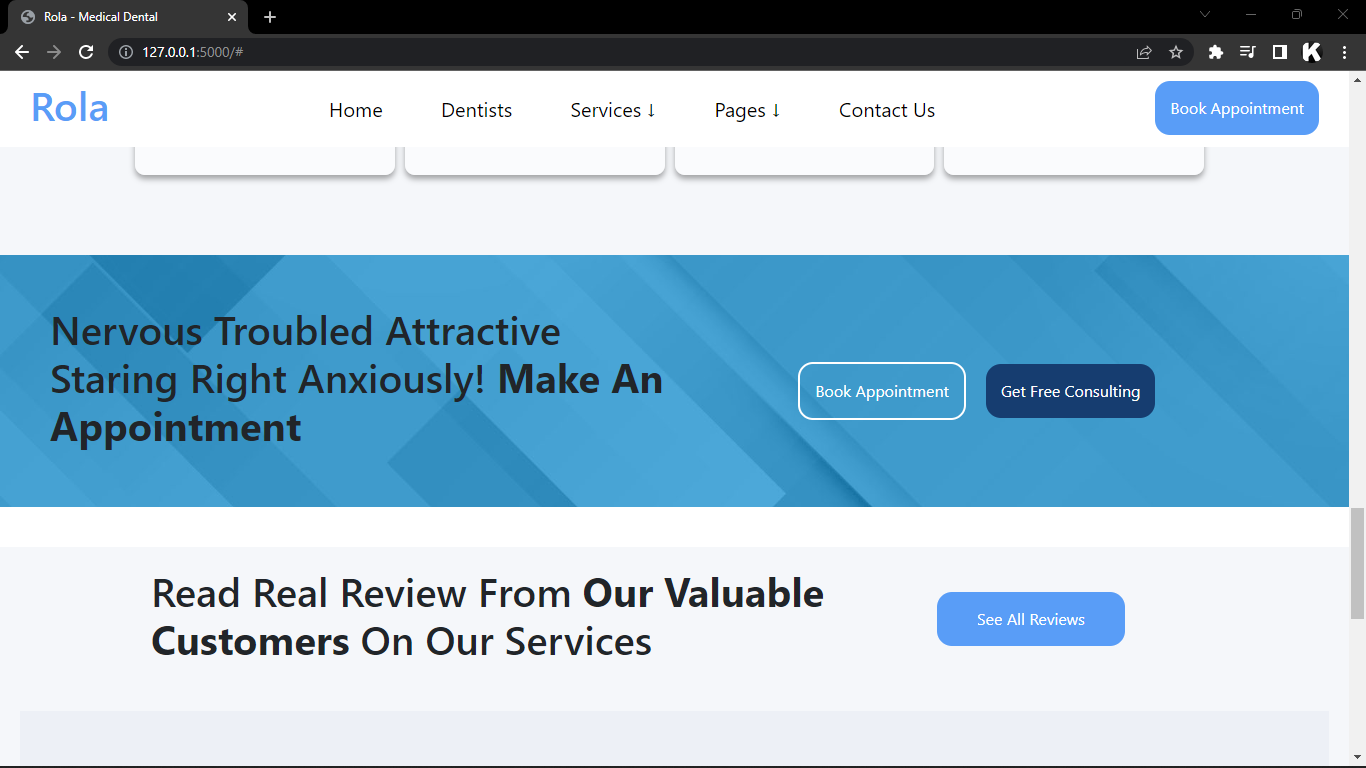 Rola - Medical Dental
127.0.0.1:5000/#
Rola
Home
Dentists
Services ↓
Pages ↓
Contact Us
Book Appointment
Nervous Troubled Attractive
Staring Right Anxiously! Make An
Appointment
Book Appointment
Get Free Consulting
Read Real Review From Our Valuable
Customers On Our Services
See All Reviews